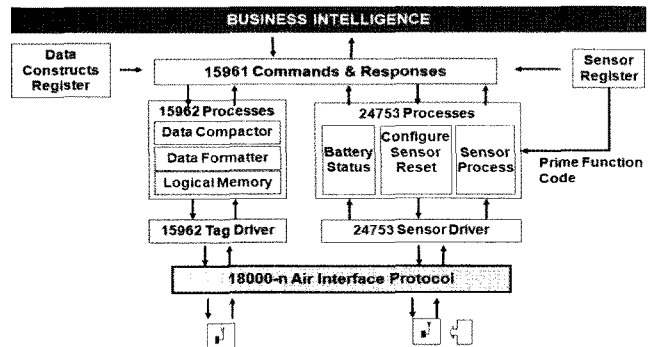 BUSINESS INTELLIGENCE
Data
Constructs
Register
15961 Commands & Responses
Sensor
Register
15962 Processes
Data Compactor
Data Formatter
Logical Memory
24753 Processes
Battery
Status
Configure
Sensor
Reset
Sensor
Process
Prime Function
Code
15962 Tag Driver
24753 Sensor Driver
18000-n Air Interface Protocol